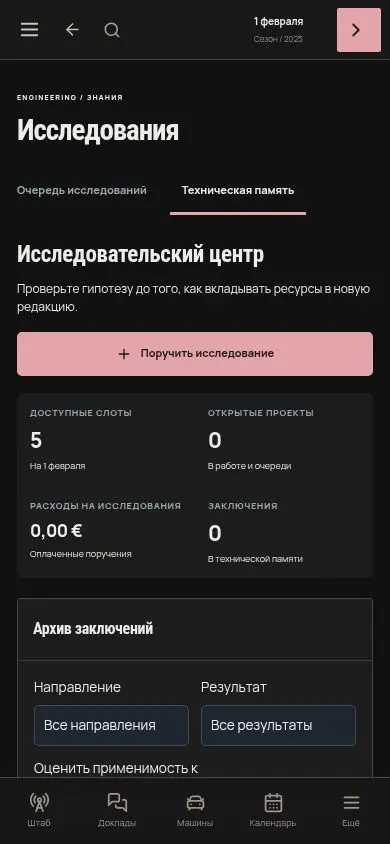 1 февраля
Сезон / 2025
ENGINEERING / ЗНАНИЯ
Исследования
Очередь исследований
Техническая память
Исследовательский центр
Проверьте гипотезу до того, как вкладывать ресурсы в новую
редакцию.
+ Поручить исследование
ДОСТУПНЫЕ СЛОТЫ
5
На 1 февраля
ОТКРЫТЫЕ ПРОЕКТЫ
0
В работе и очереди
РАСХОДЫ НА ИССЛЕДОВАНИЯ
0,00 €
Оплаченные поручения
ЗАКЛЮЧЕНИЯ
0
В технической памяти
Архив заключений
Направление
Все направления
Результат
Все результаты
Оценить применимость к
Штаб
Доклады
Машины
Календарь
Ещё